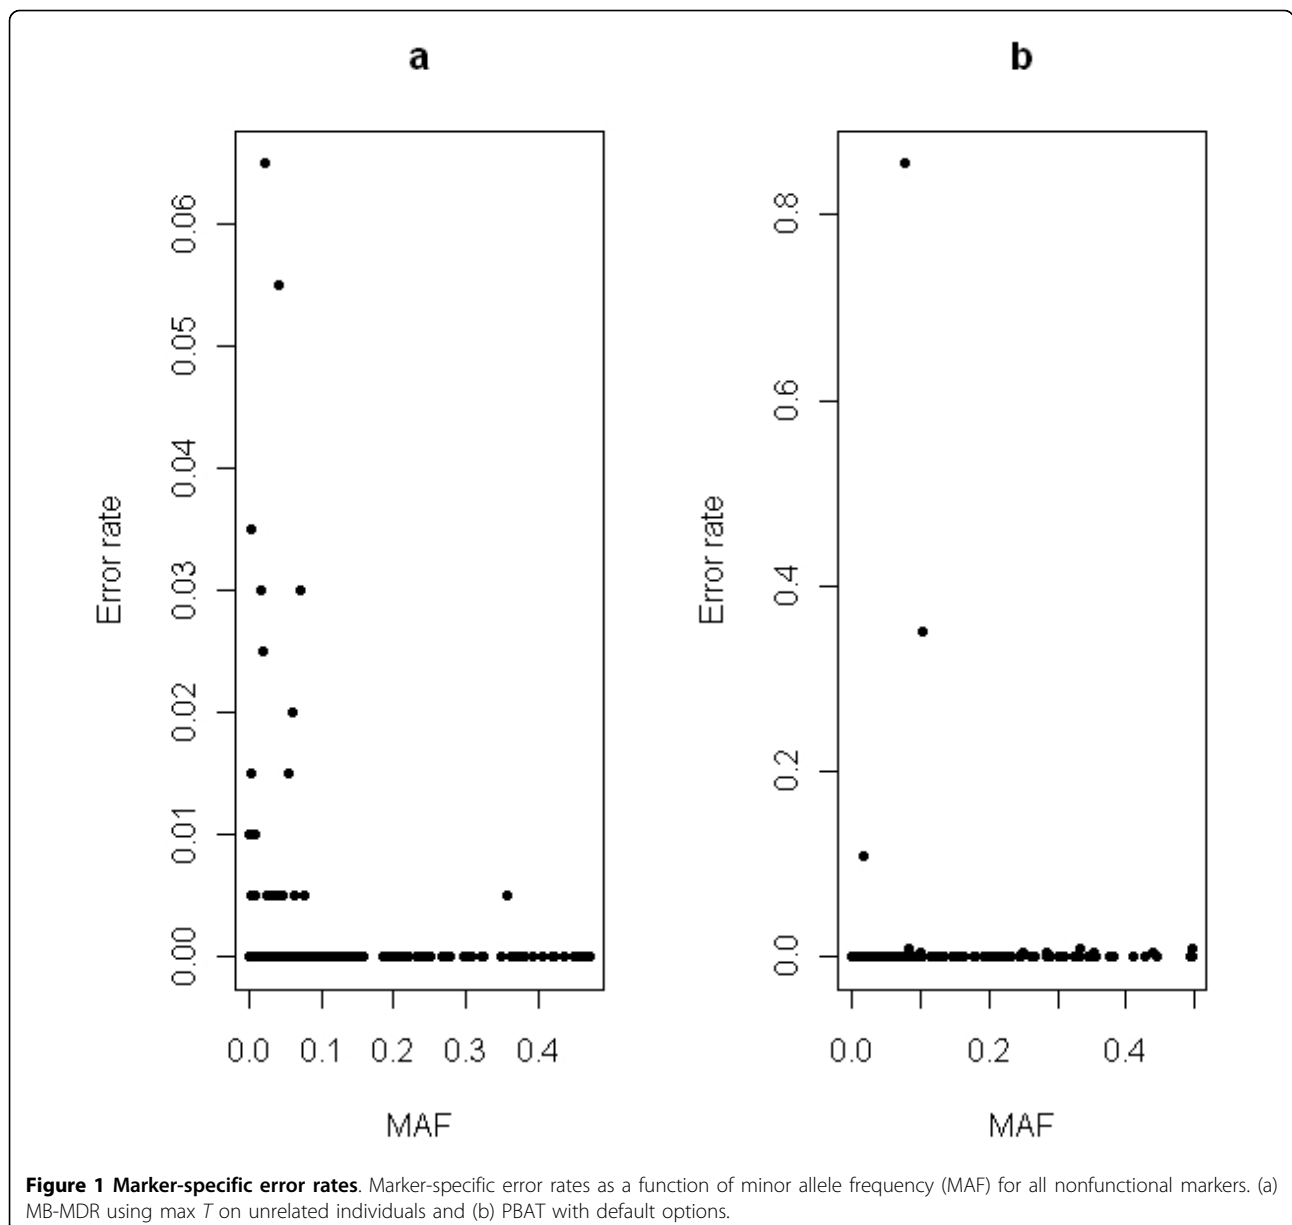 a
b
Error rate
0.06
0.05
0.04
0.03
0.02
0.01
0.00
0.0 0.1 0.2 0.3 0.4
MAF
Error rate
0.8
0.6
0.4
0.2
0.0
0.0 0.2 0.4
MAF
Figure 1 Marker-specific error rates. Marker-specific error rates as a function of minor allele frequency (MAF) for all nonfunctional markers. (a)
MB-MDR using max T on unrelated individuals and (b) PBAT with default options.